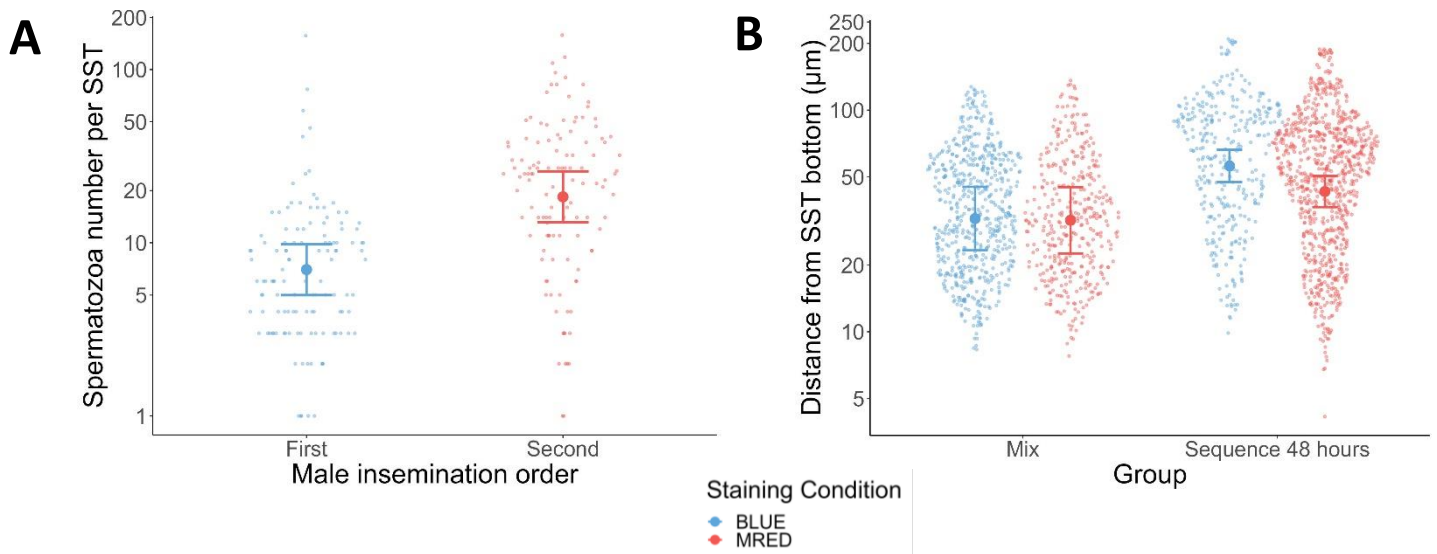 A
Spermatozoa number per SST
200
100
50
20
10
5
1
First
Second
Male insemination order
B
Distance from SST bottom (µm)
250
200
100
50
20
10
5
Mix
Sequence 48 hours
Group
Staining Condition
BLUE
MRED